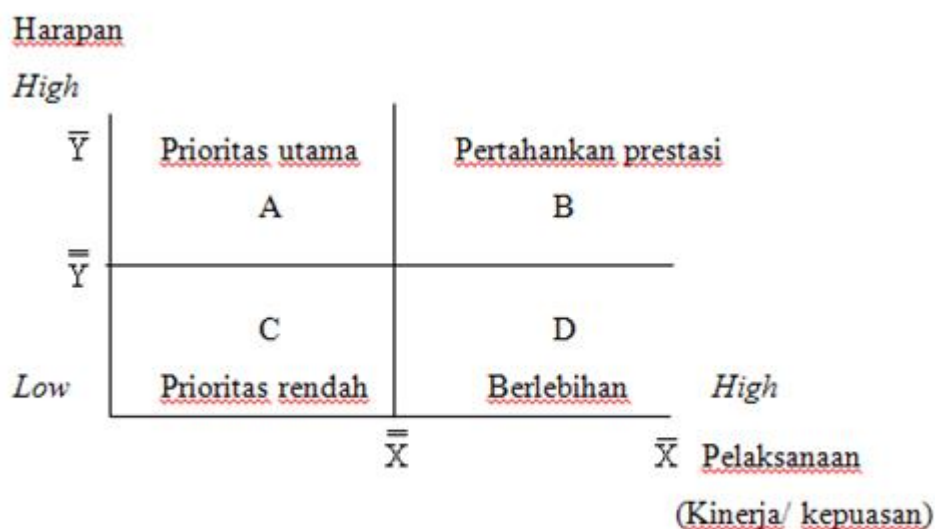 Harapan
High
Y̅ Prioritas utama Pertahankan prestasi
A B
Y̿
C D
Low Prioritas rendah Berlebihan High
X̿ X̅ Pelaksanaan
(Kinerja/ kepuasan)